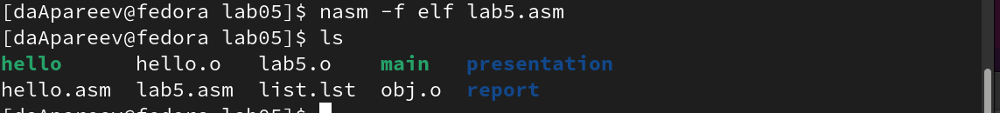 [daApareev@fedora lab05]$ nasm -f elf lab5.asm
[daApareev@fedora lab05]$ ls
hello hello.o lab5.o main presentation
hello.asm lab5.asm list.lst obj.o report
[daApareev@fedora lab05]$